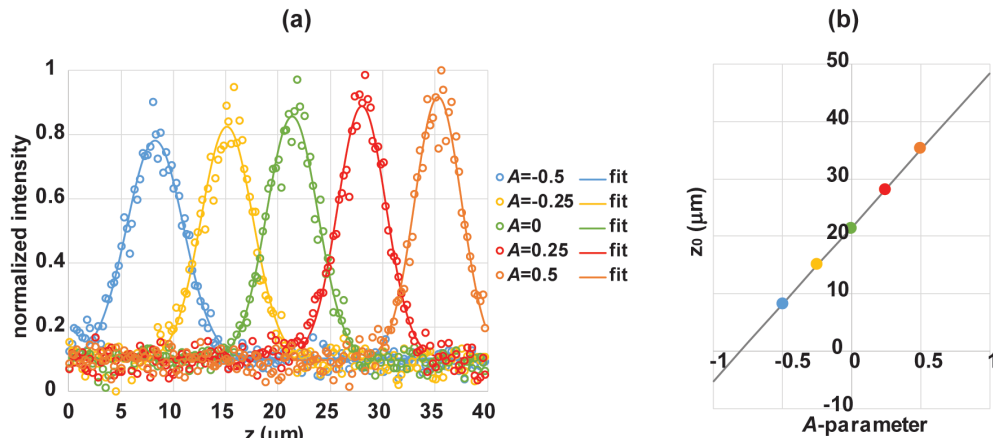 (a)
normalized intensity
1
0.8
0.6
0.4
0.2
0
0 5 10 15 20 25 30 35 40
z (μm)
A=-0.5 fit
A=-0.25 fit
A=0 fit
A=0.25 fit
A=0.5 fit
(b)
z0 (μm)
50
40
30
20
10
0
-10
-1 -0.5 0 0.5 1
A-parameter